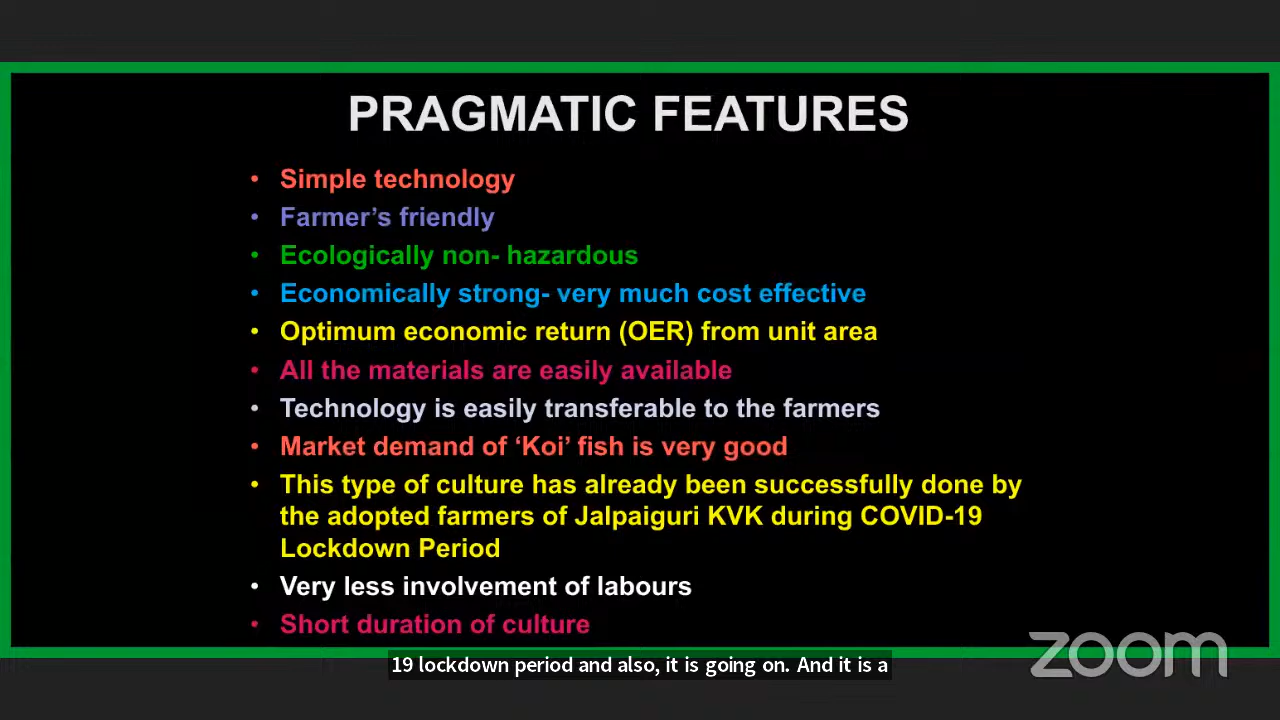 PRAGMATIC FEATURES
• Simple technology
• Farmer’s friendly
• Ecologically non- hazardous
• Economically strong- very much cost effective
• Optimum economic return (OER) from unit area
• All the materials are easily available
• Technology is easily transferable to the farmers
• Market demand of ‘Koi’ fish is very good
• This type of culture has already been successfully done by
the adopted farmers of Jalpaiguri KVK during COVID-19
Lockdown Period
• Very less involvement of labours
• Short duration of culture
zoom
19 lockdown period and also, it is going on. And it is a